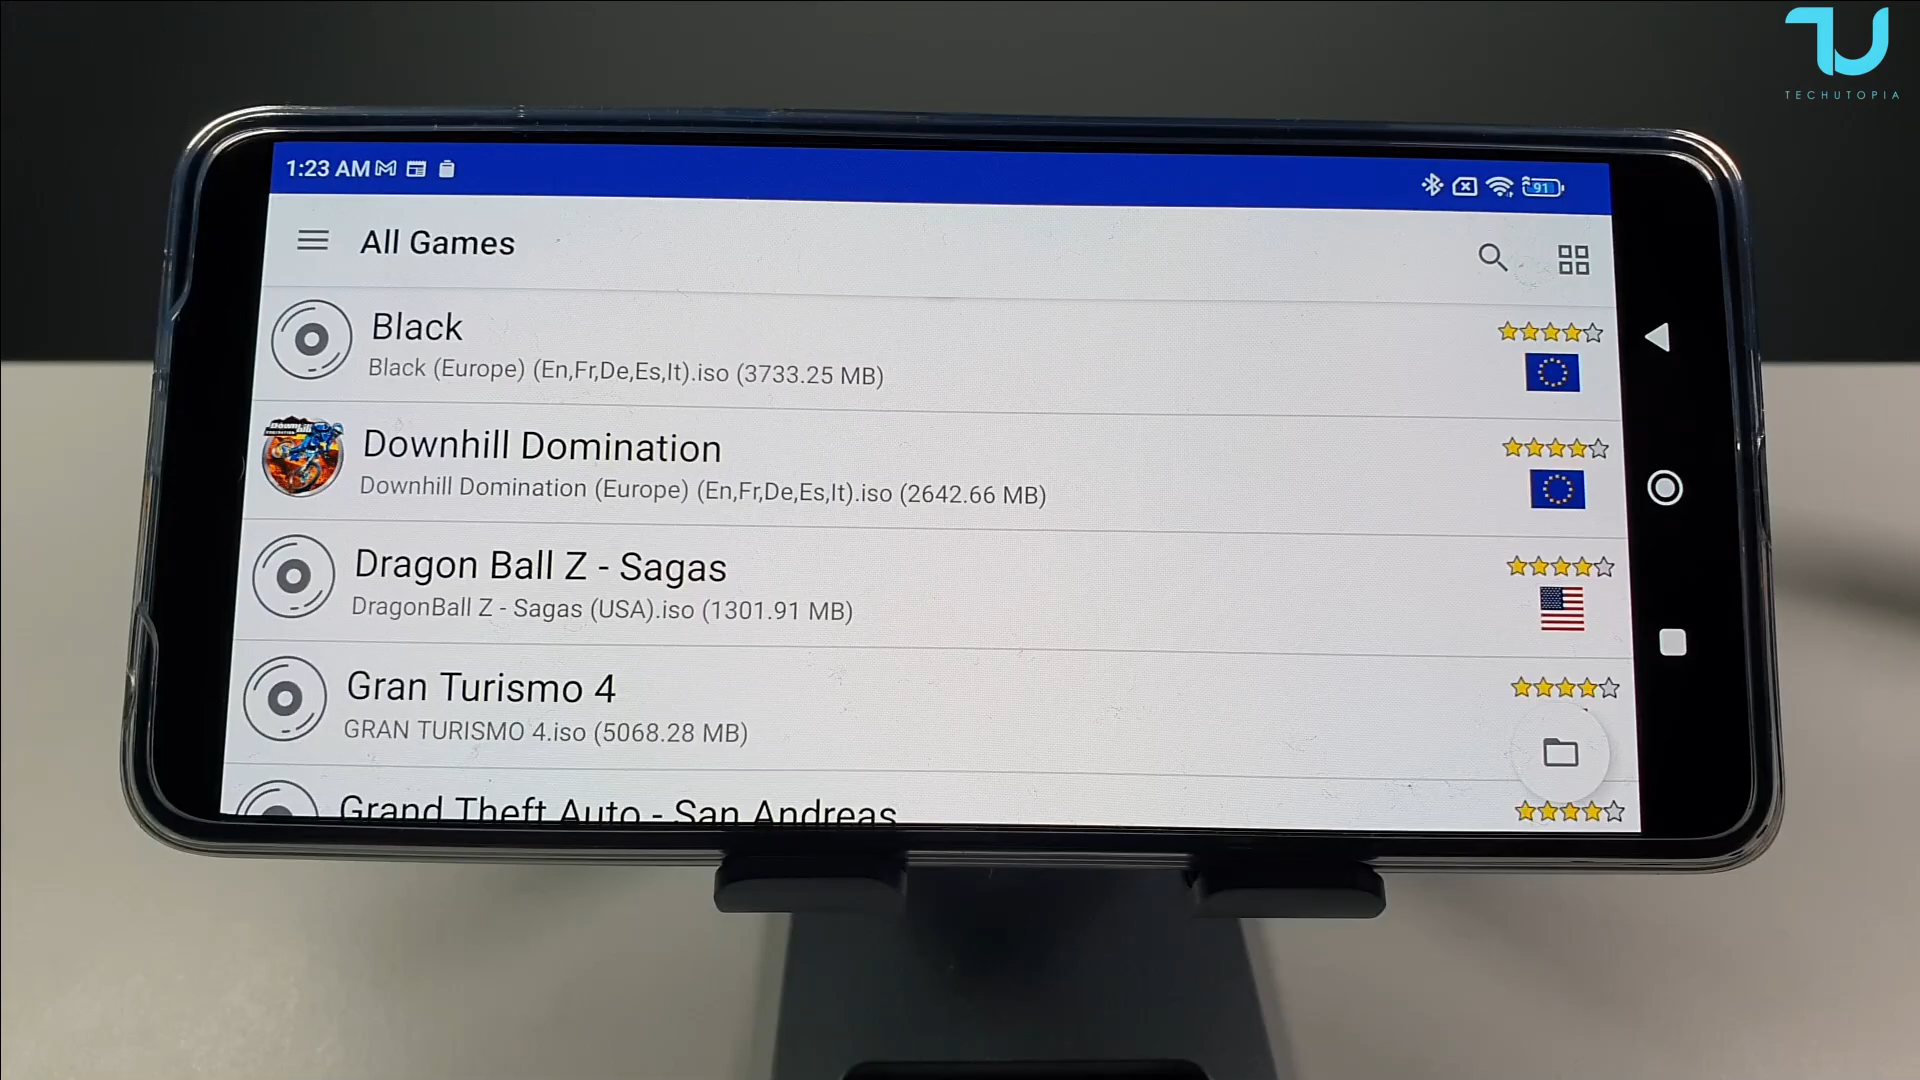 TECHUTOPIA
1:23 AM
91
All Games
Black
Black (Europe) (En,Fr,De,Es,It).iso (3733.25 MB)
Downhill Domination
Downhill Domination (Europe) (En,Fr,De,Es,It).iso (2642.66 MB)
Dragon Ball Z - Sagas
DragonBall Z - Sagas (USA).iso (1301.91 MB)
Gran Turismo 4
GRAN TURISMO 4.iso (5068.28 MB)
Grand Theft Auto - San Andreas